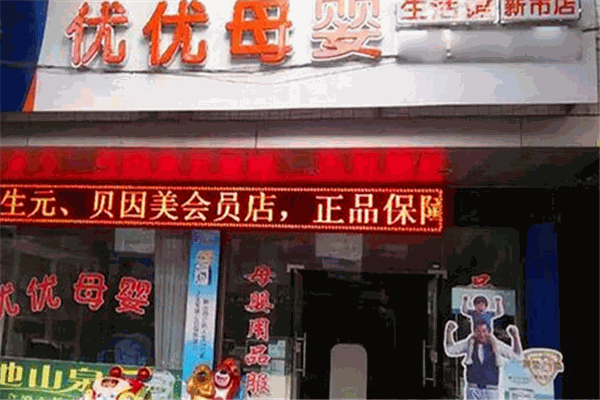 优优母婴
生活馆 新市店
生元、贝因美会员店，正品保障
优优母婴
母婴用品服